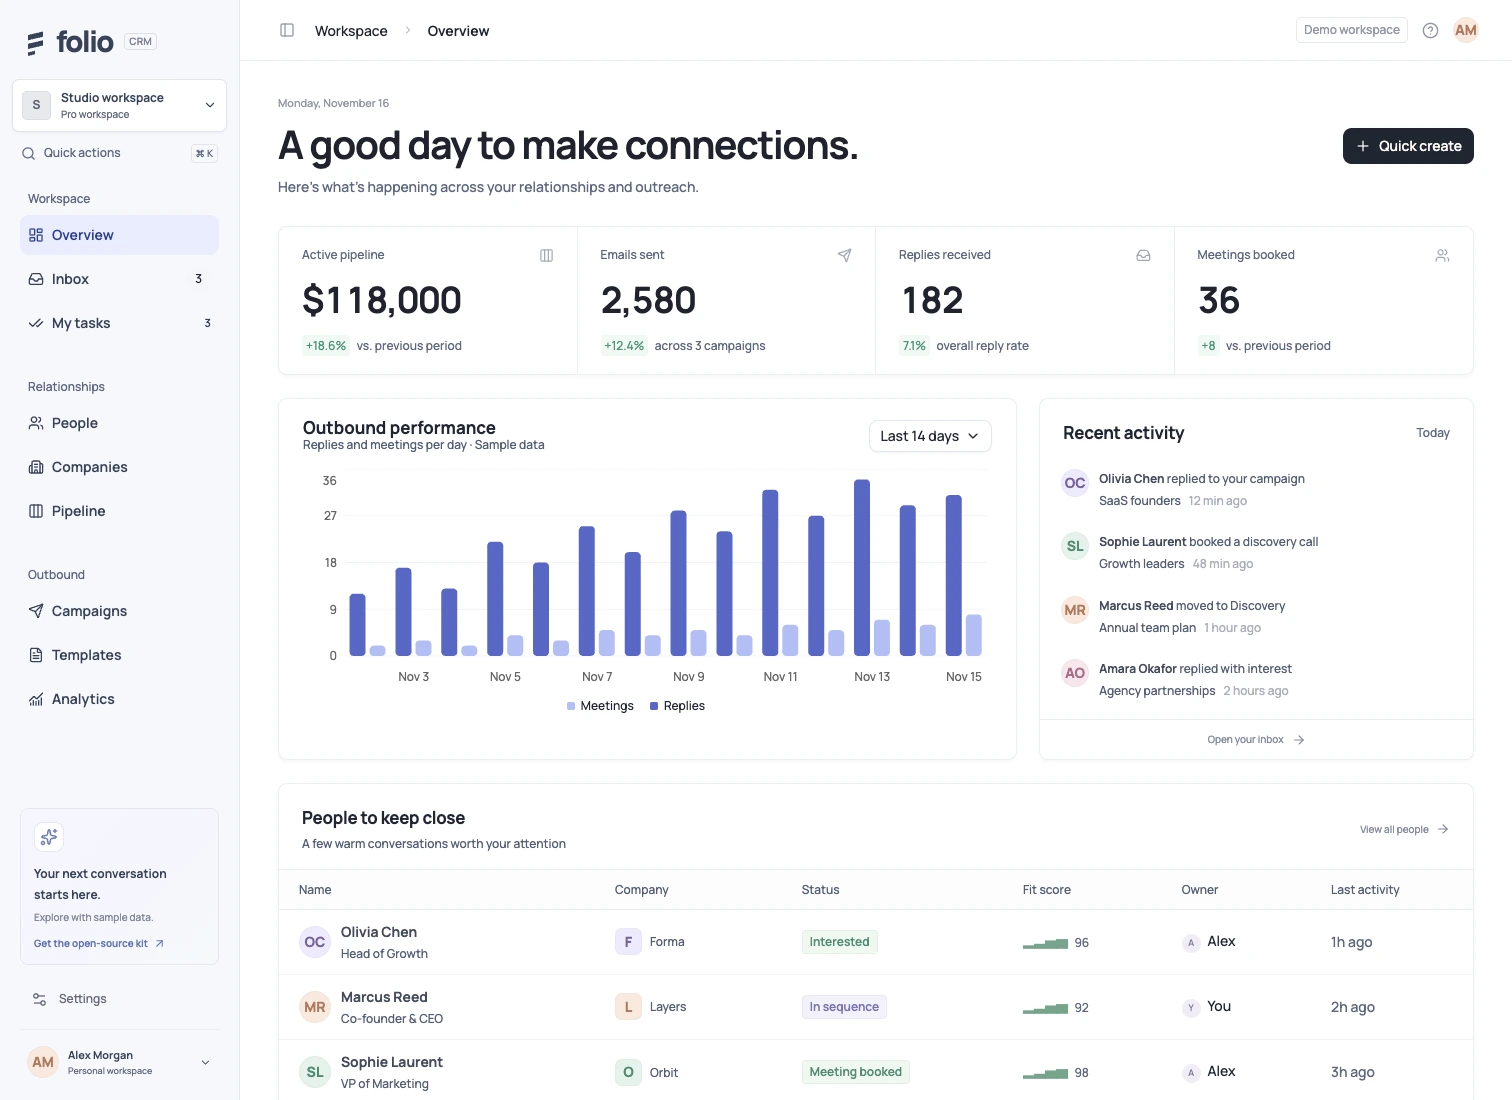 folio CRM
S Studio workspace
Pro workspace
Quick actions ⌘ K
Workspace
Overview
Inbox 3
My tasks 3
Relationships
People
Companies
Pipeline
Outbound
Campaigns
Templates
Analytics
Your next conversation
starts here.
Explore with sample data.
Get the open-source kit
Settings
AM Alex Morgan
Personal workspace
Workspace Overview
Demo workspace AM
Monday, November 16
A good day to make connections.
Here's what's happening across your relationships and outreach.
Quick create
Active pipeline
$118,000
+18.6% vs. previous period
Emails sent
2,580
+12.4% across 3 campaigns
Replies received
182
7.1% overall reply rate
Meetings booked
36
+8 vs. previous period
Outbound performance
Replies and meetings per day · Sample data
Last 14 days
36
27
18
9
0
Nov 3 Nov 5 Nov 7 Nov 9 Nov 11 Nov 13 Nov 15
Meetings Replies
Recent activity Today
OC Olivia Chen replied to your campaign
SaaS founders 12 min ago
SL Sophie Laurent booked a discovery call
Growth leaders 48 min ago
MR Marcus Reed moved to Discovery
Annual team plan 1 hour ago
AO Amara Okafor replied with interest
Agency partnerships 2 hours ago
Open your inbox
People to keep close
A few warm conversations worth your attention
View all people
Name Company Status Fit score Owner Last activity
OC Olivia Chen F Forma Interested 96 A Alex 1h ago
Head of Growth
MR Marcus Reed L Layers In sequence 92 Y You 2h ago
Co-founder & CEO
SL Sophie Laurent O Orbit Meeting booked 98 A Alex 3h ago
VP of Marketing